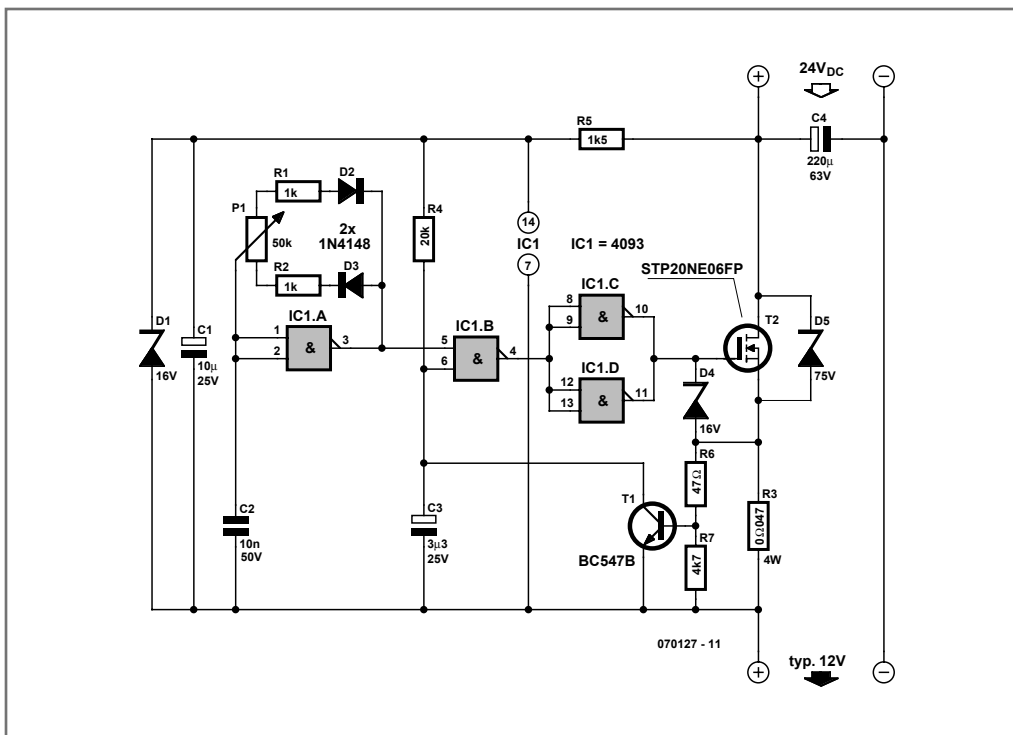 +
24VDC
–
C4
220µ
63V
R5
1k5
R1
1k
D2
P1
50k
2x
1N4148
R2
1k
D3
R4
20k
14
IC1
7
IC1 = 4093
STP20NE06FP
D1
16V
C1
10µ
25V
IC1.A
1
2
&
3
IC1.B
5
6
&
4
IC1.C
8
9
&
10
IC1.D
12
13
&
11
T2
D5
75V
D4
16V
R6
47Ω
R3
0Ω047
4W
T1
BC547B
R7
4k7
C2
10n
50V
C3
3µ3
25V
070127 - 11
+
typ. 12V
–